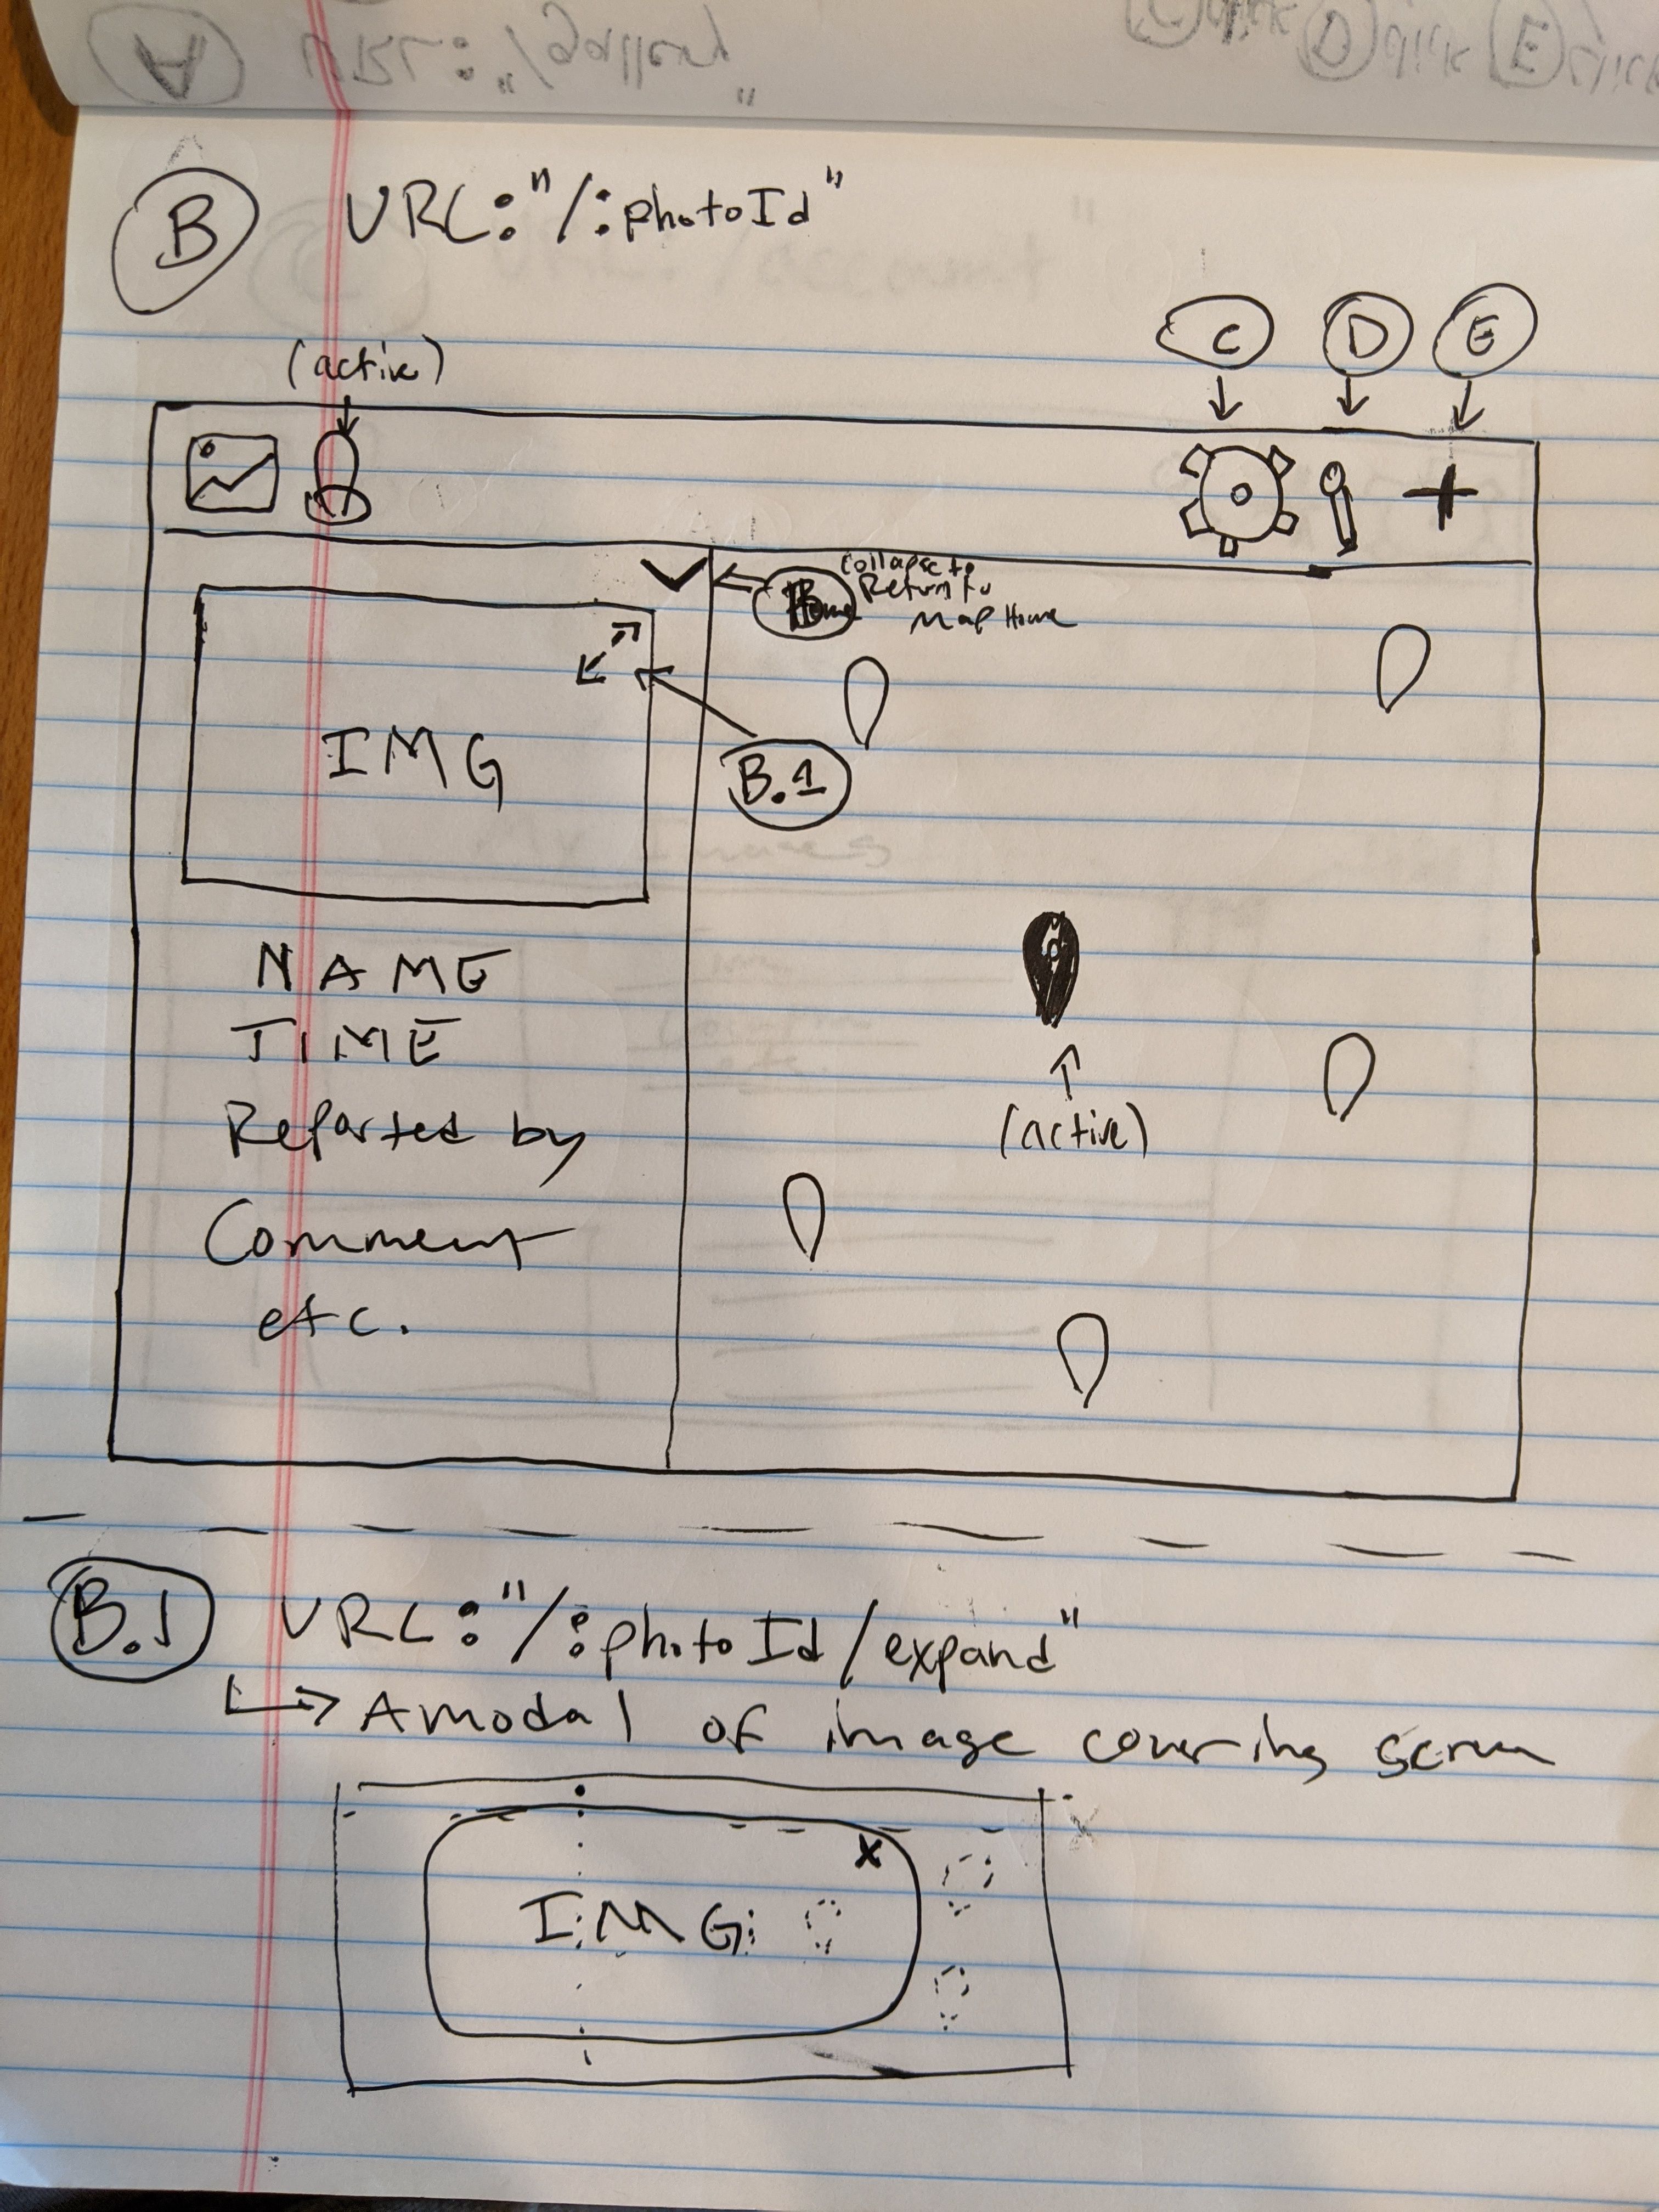 B URL: "/:photoId"
C D E
(active)
Collapse to
Home Return to
Map Home
IMG
B.1
NAME
TIME
(active)
Reported by
Comment
etc.
B.1 URL: "/:photoId/expand"
A modal of image covering screen
X
IMG